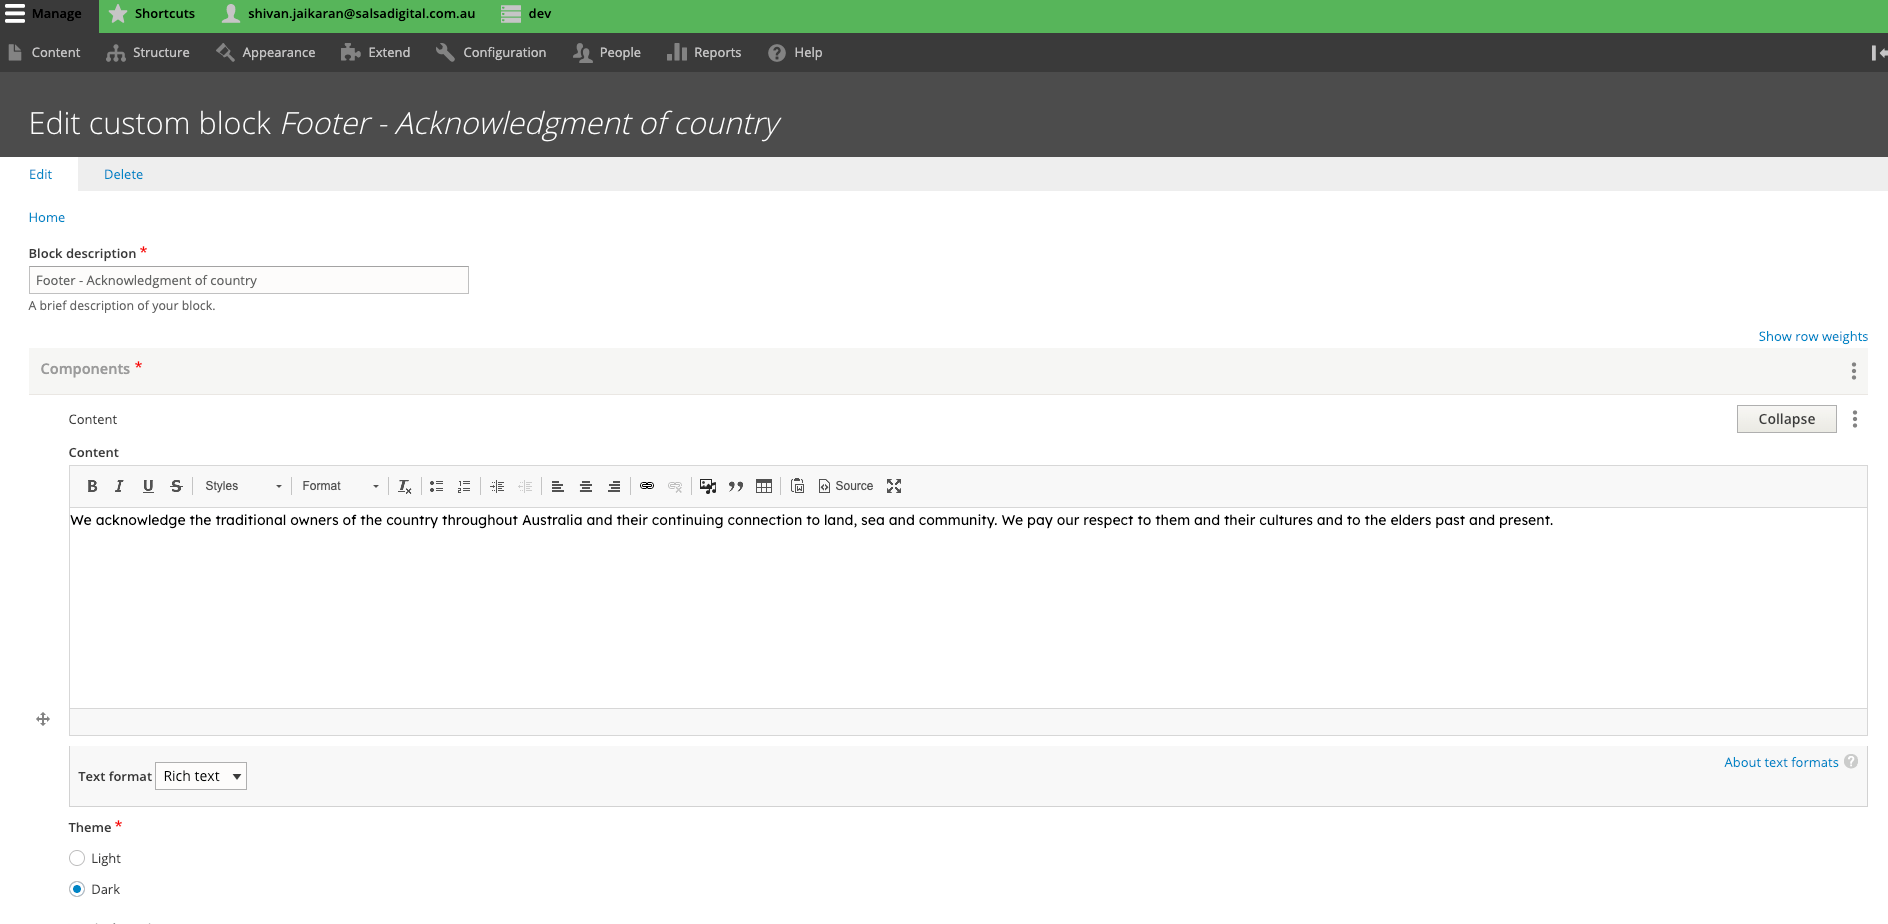 Manage Shortcuts shivan.jaikaran@salsadigital.com.au dev
Content Structure Appearance Extend Configuration People Reports Help
Edit custom block Footer - Acknowledgment of country
Edit Delete
Home
Block description *
Footer - Acknowledgment of country
A brief description of your block.
Show row weights
Components *
Content Collapse
Content
B I U S Styles Format Source
We acknowledge the traditional owners of the country throughout Australia and their continuing connection to land, sea and community. We pay our respect to them and their cultures and to the elders past and present.
About text formats ?
Text format Rich text
Theme *
Light
Dark